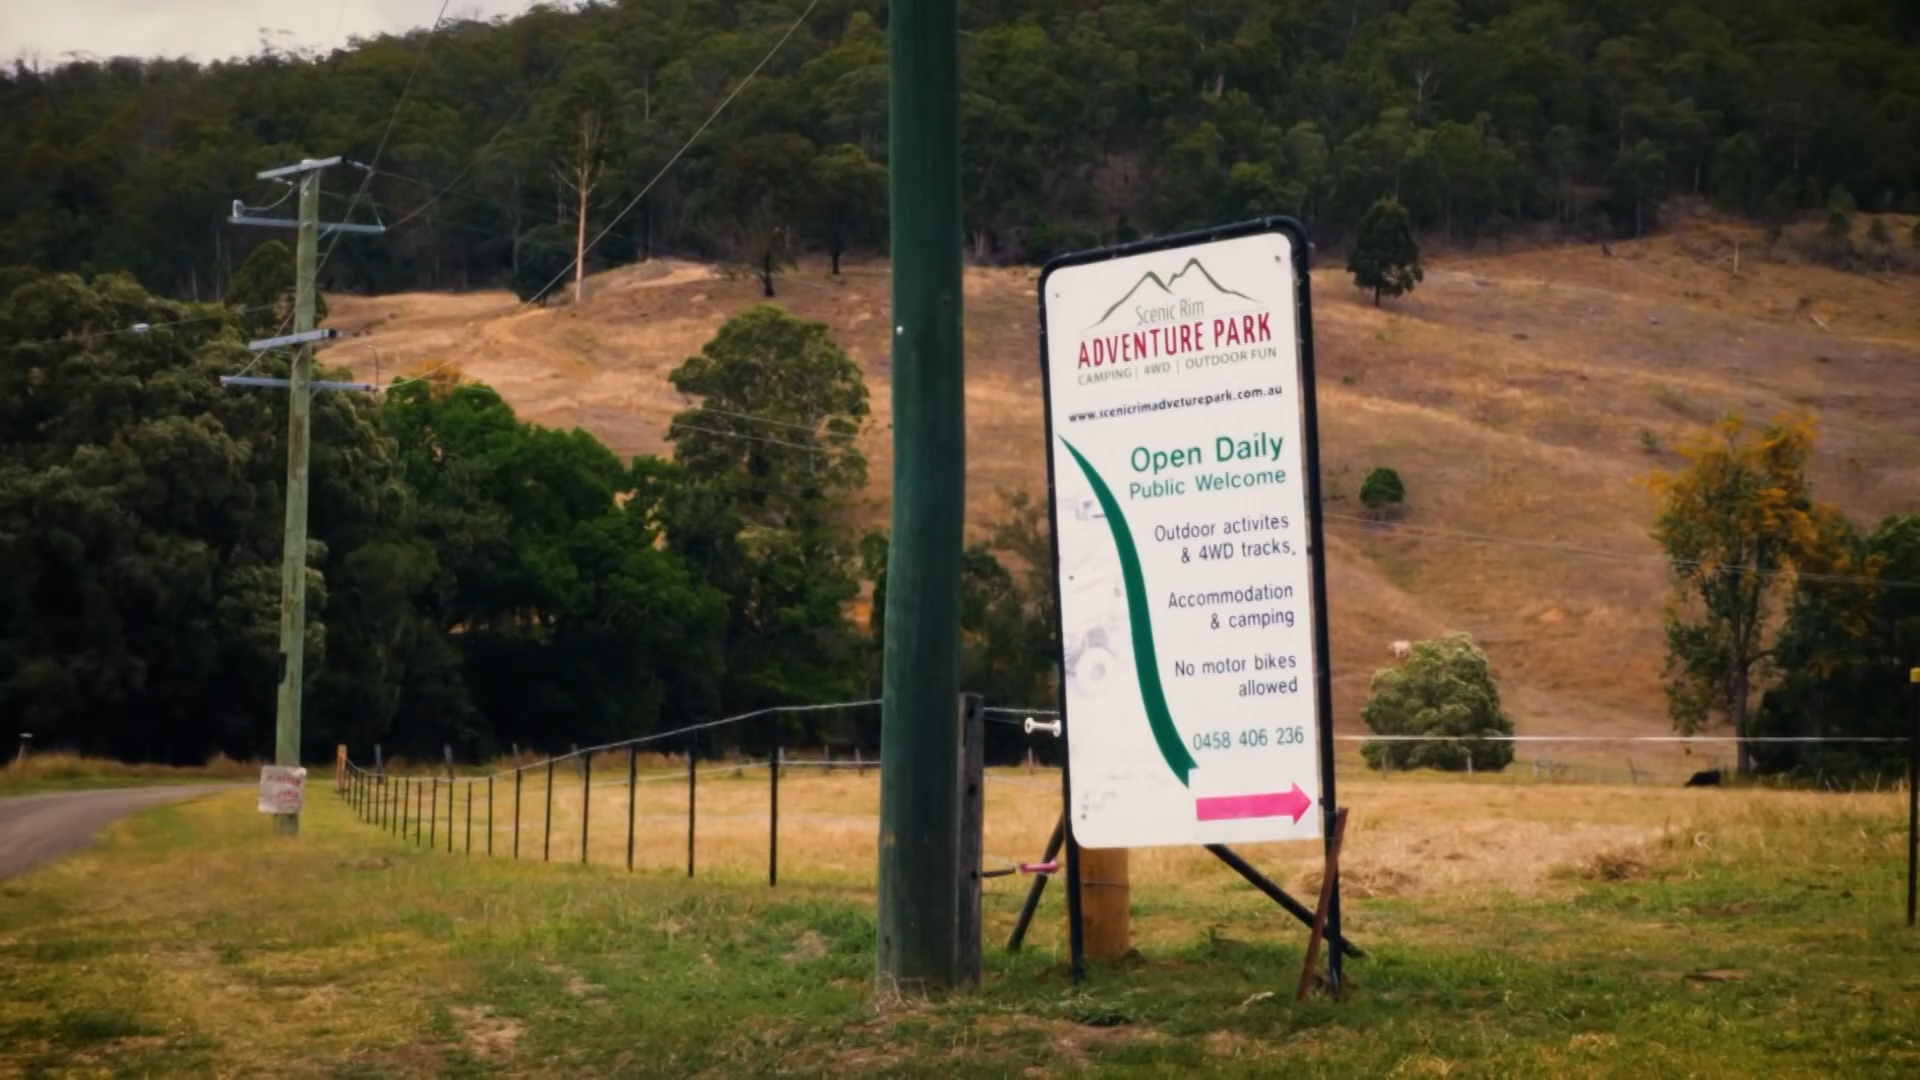 Scenic Rim
ADVENTURE PARK
CAMPING | 4WD | OUTDOOR FUN
www.scenicrimadveturepark.com.au
Open Daily
Public Welcome
Outdoor activites
& 4WD tracks.
Accommodation
& camping
No motor bikes
allowed
0458 406 236